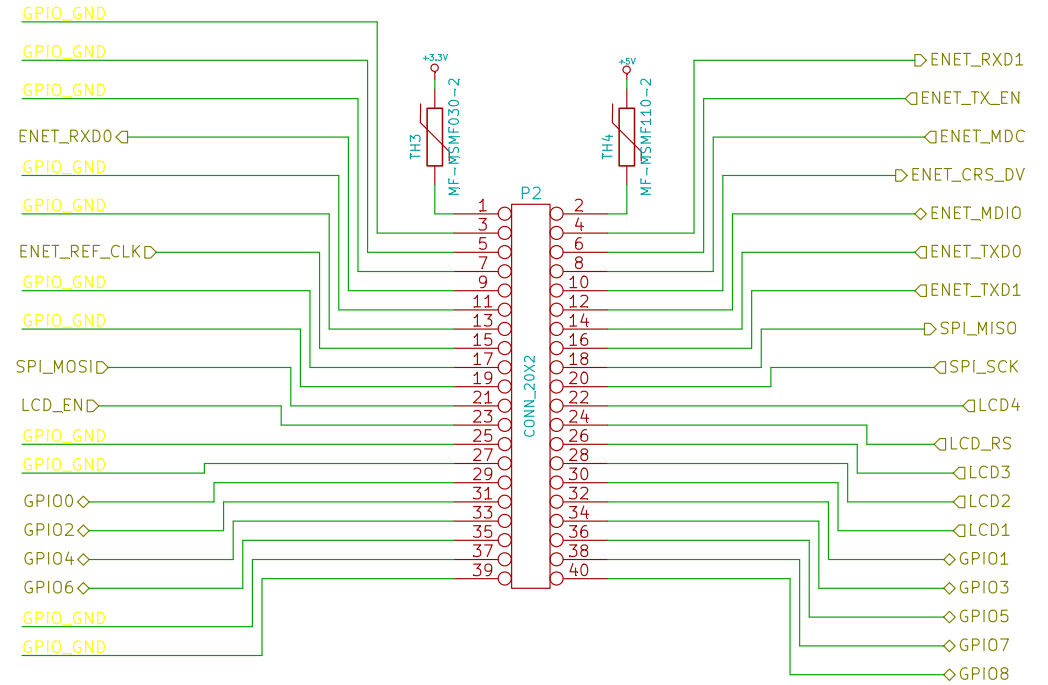 GPIO_GND
GPIO_GND
GPIO_GND
ENET_RXD0
GPIO_GND
GPIO_GND
ENET_REF_CLK
GPIO_GND
GPIO_GND
SPI_MOSI
LCD_EN
GPIO_GND
GPIO_GND
GPIO0
GPIO2
GPIO4
GPIO6
GPIO_GND
GPIO_GND
+3.3V
TH3
MF-MSMF030-2
+5V
TH4
MF-MSMF110-2
P2
CONN_20X2
1 2
3 4
5 6
7 8
9 10
11 12
13 14
15 16
17 18
19 20
21 22
23 24
25 26
27 28
29 30
31 32
33 34
35 36
37 38
39 40
ENET_RXD1
ENET_TX_EN
ENET_MDC
ENET_CRS_DV
ENET_MDIO
ENET_TXD0
ENET_TXD1
SPI_MISO
SPI_SCK
LCD4
LCD_RS
LCD3
LCD2
LCD1
GPIO1
GPIO3
GPIO5
GPIO7
GPIO8